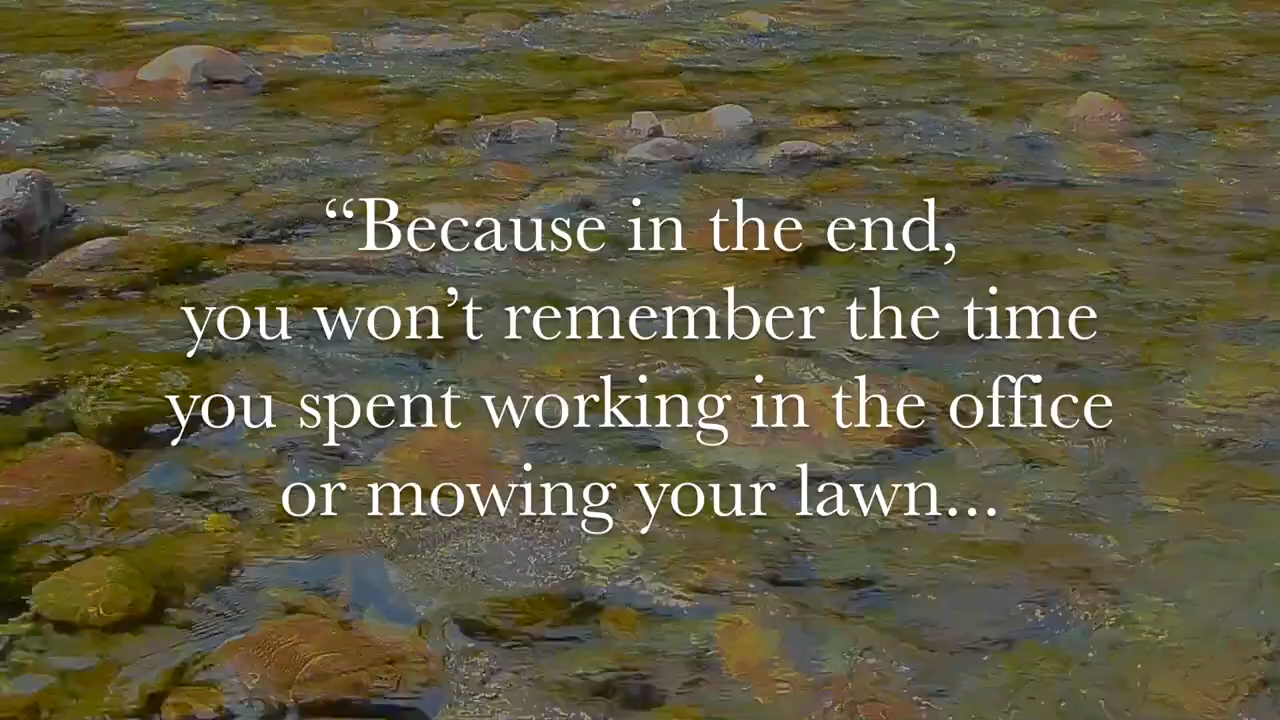 “Because in the end,
you won’t remember the time
you spent working in the office
or mowing your lawn...